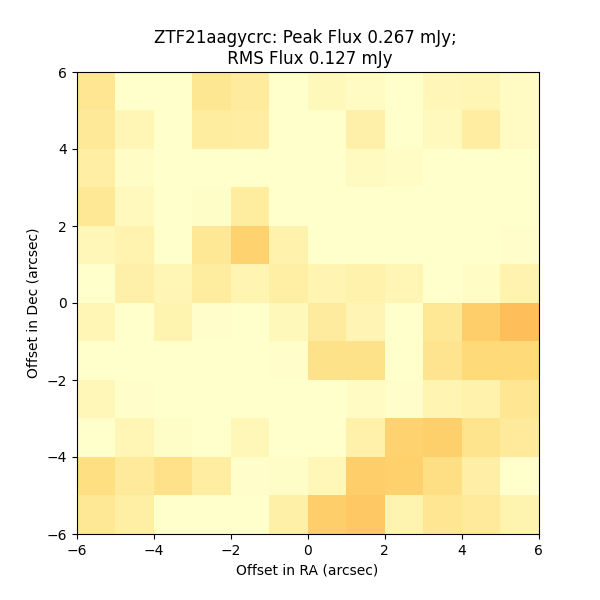 ZTF21aagycrc: Peak Flux 0.267 mJy;
RMS Flux 0.127 mJy
6
4
2
0
−2
−4
−6
Offset in Dec (arcsec)
−6 −4 −2 0 2 4 6
Offset in RA (arcsec)